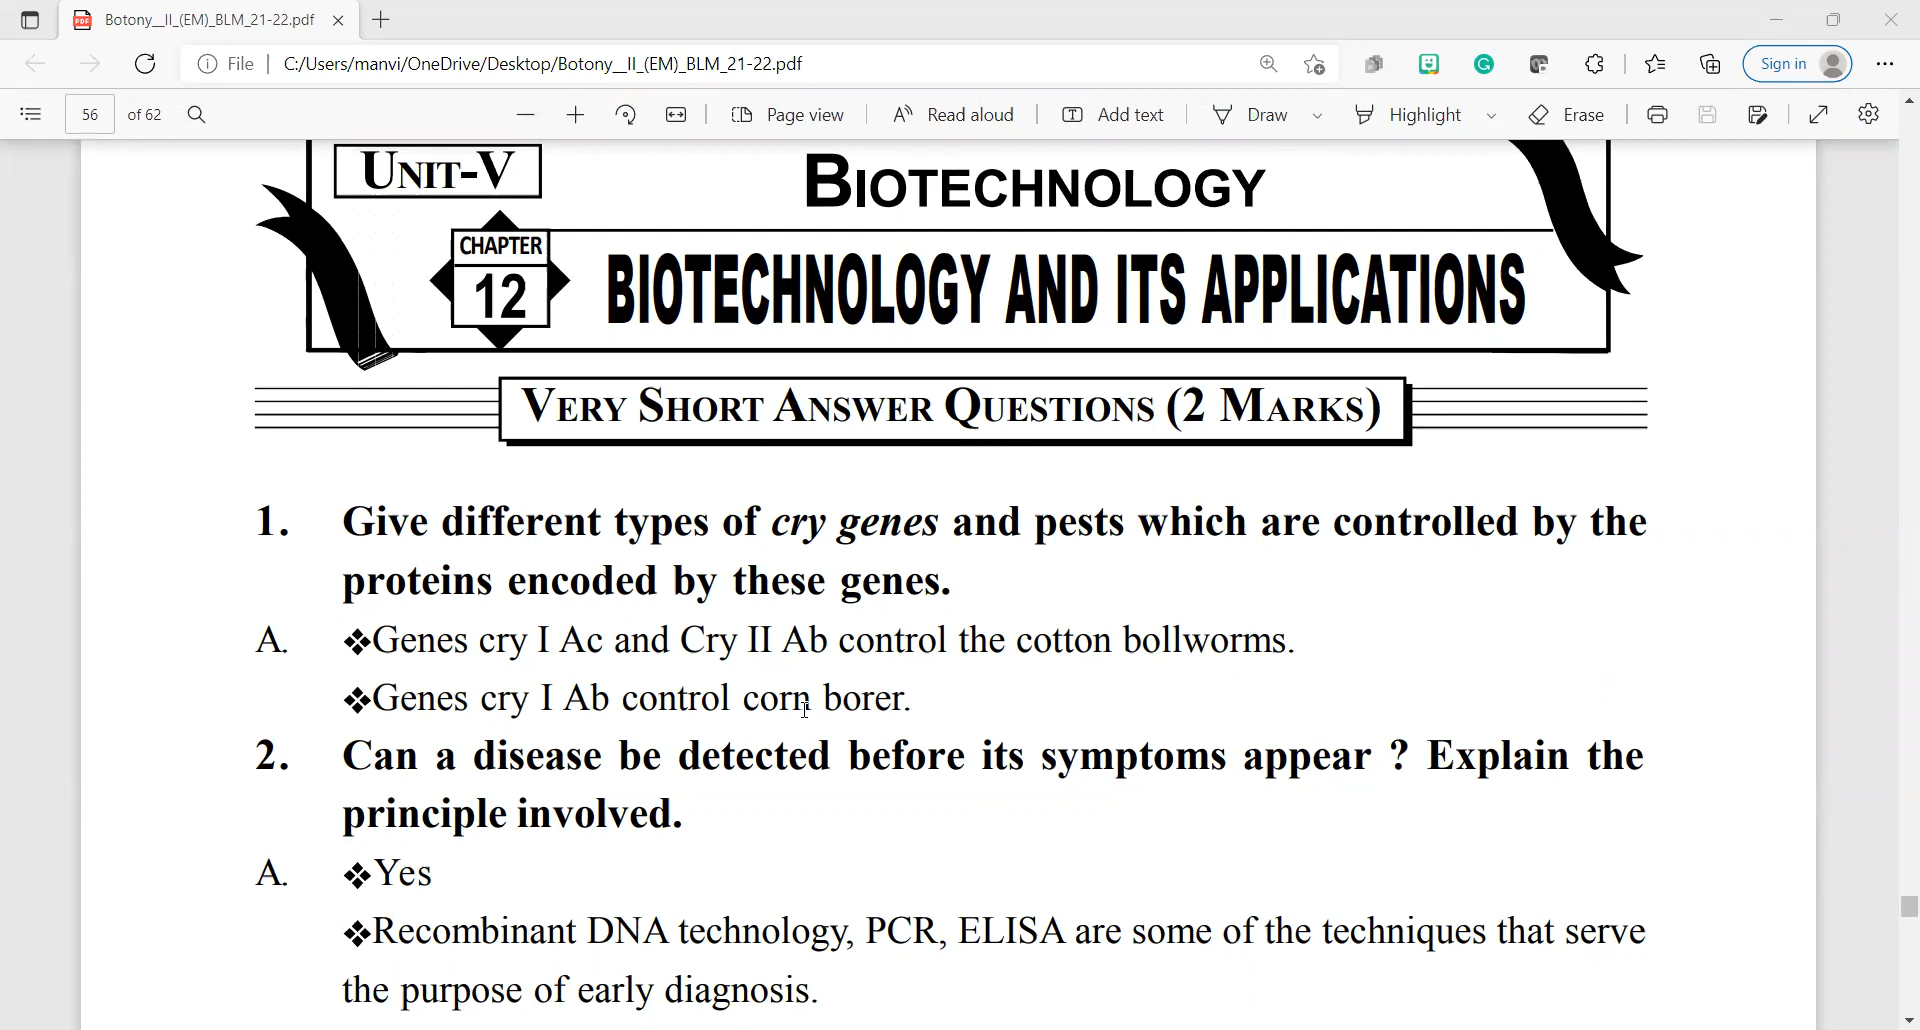 Botony__II_(EM)_BLM_21-22.pdf
File | C:/Users/manvi/OneDrive/Desktop/Botony__II_(EM)_BLM_21-22.pdf Sign in
56 of 62 Page view Read aloud Add text Draw Highlight Erase
UNIT-V
BIOTECHNOLOGY
CHAPTER
12
BIOTECHNOLOGY AND ITS APPLICATIONS
VERY SHORT ANSWER QUESTIONS (2 MARKS)
1. Give different types of cry genes and pests which are controlled by the
proteins encoded by these genes.
A. ❖Genes cry I Ac and Cry II Ab control the cotton bollworms.
❖Genes cry I Ab control corn borer.
2. Can a disease be detected before its symptoms appear ? Explain the
principle involved.
A. ❖Yes
❖Recombinant DNA technology, PCR, ELISA are some of the techniques that serve
the purpose of early diagnosis.